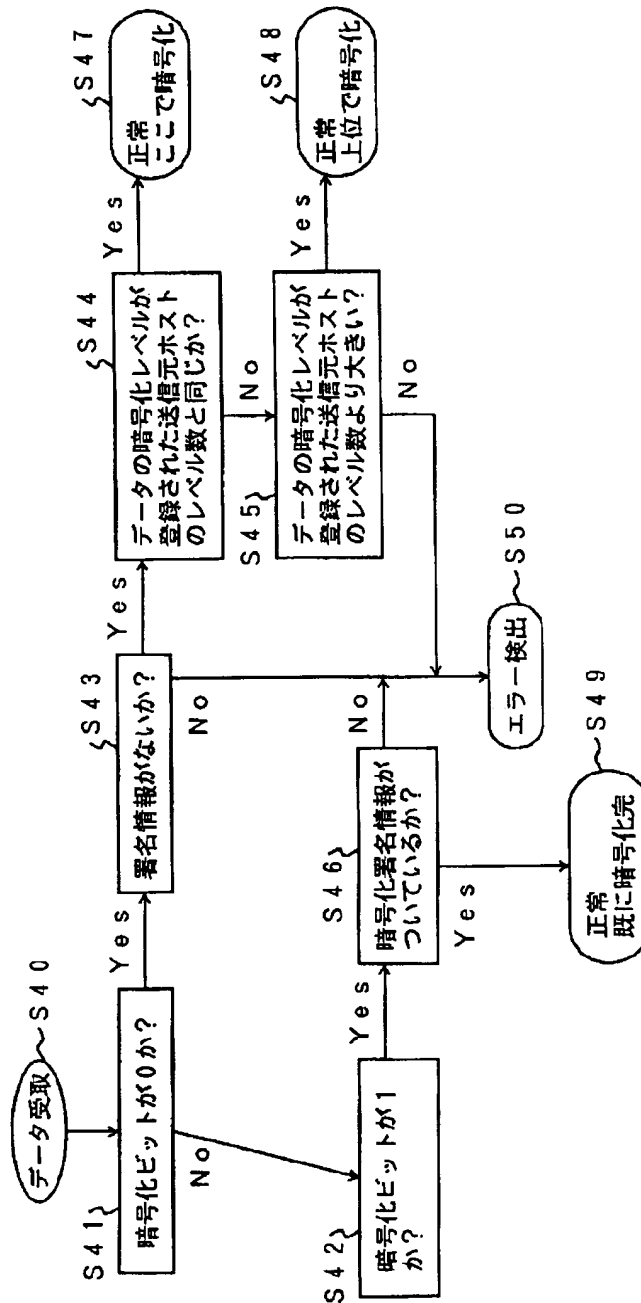 データ受取
S40
S41
暗号化ビットが0か?
Yes
No
S42
暗号化ビットが1
か?
Yes
S43
署名情報がないか?
Yes
No
S44
データの暗号化レベルが
登録された送信元ホスト
のレベル数と同じか?
Yes
No
S45
データの暗号化レベルが
登録された送信元ホスト
のレベル数より大きい?
Yes
No
S46
暗号化署名情報が
ついているか?
No
Yes
S47
正常
ここで暗号化
S48
正常
上位で暗号化
S49
正常
既に暗号化完
S50
エラー検出